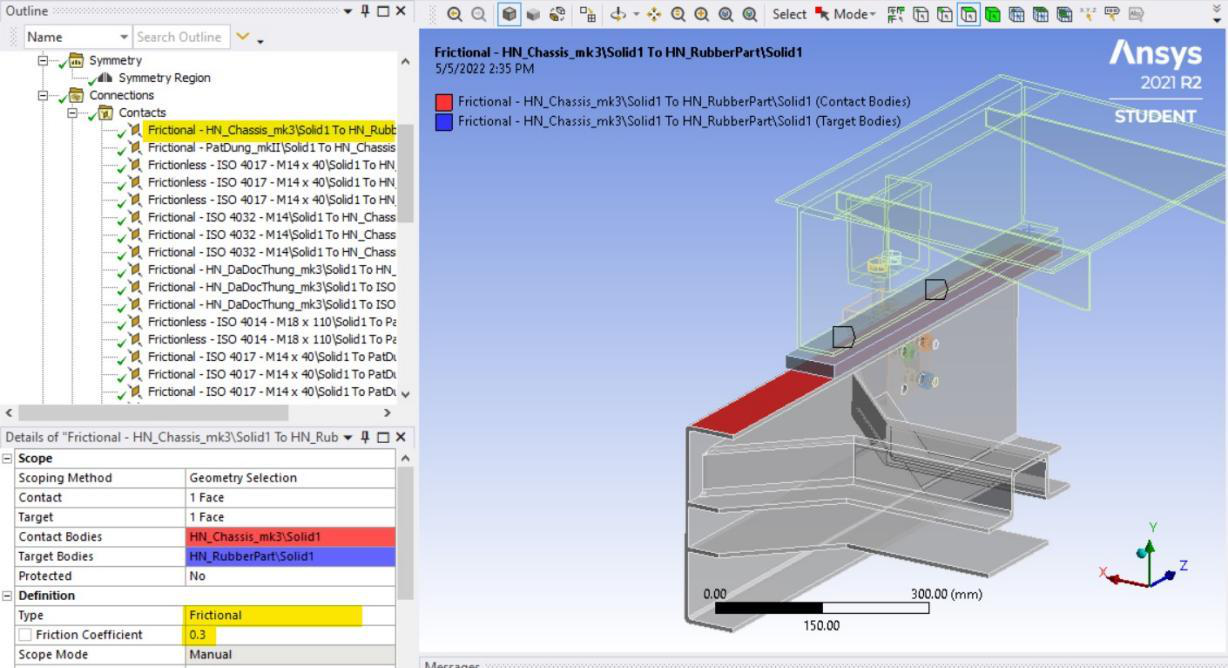 Outline
Name
Search Outline
Symmetry
Symmetry Region
Connections
Contacts
Frictional - HN_Chassis_mk3\Solid1 To HN_Rubb
Frictional - PatDung_mkII\Solid1 To HN_Chassis
Frictionless - ISO 4017 - M14 x 40\Solid1 To HN_
Frictionless - ISO 4017 - M14 x 40\Solid1 To HN_
Frictionless - ISO 4017 - M14 x 40\Solid1 To HN_
Frictional - ISO 4032 - M14\Solid1 To HN_Chass
Frictional - ISO 4032 - M14\Solid1 To HN_Chass
Frictional - ISO 4032 - M14\Solid1 To HN_Chass
Frictional - HN_DaDocThung_mk3\Solid1 To HN_
Frictional - HN_DaDocThung_mk3\Solid1 To ISO
Frictional - HN_DaDocThung_mk3\Solid1 To ISO
Frictionless - ISO 4014 - M18 x 110\Solid1 To Pa
Frictionless - ISO 4014 - M18 x 110\Solid1 To Pa
Frictional - ISO 4017 - M14 x 40\Solid1 To PatDu
Frictional - ISO 4017 - M14 x 40\Solid1 To PatDu
Frictional - ISO 4017 - M14 x 40\Solid1 To PatDu
Details of "Frictional - HN_Chassis_mk3\Solid1 To HN_Rub
Scope
Scoping Method Geometry Selection
Contact 1 Face
Target 1 Face
Contact Bodies HN_Chassis_mk3\Solid1
Target Bodies HN_RubberPart\Solid1
Protected No
Definition
Type Frictional
Friction Coefficient 0.3
Scope Mode Manual
Select Mode
Frictional - HN_Chassis_mk3\Solid1 To HN_RubberPart\Solid1
5/5/2022 2:35 PM
Frictional - HN_Chassis_mk3\Solid1 To HN_RubberPart\Solid1 (Contact Bodies)
Frictional - HN_Chassis_mk3\Solid1 To HN_RubberPart\Solid1 (Target Bodies)
Ansys
2021 R2
STUDENT
Y
X
Z
0.00
300.00 (mm)
150.00
Messages